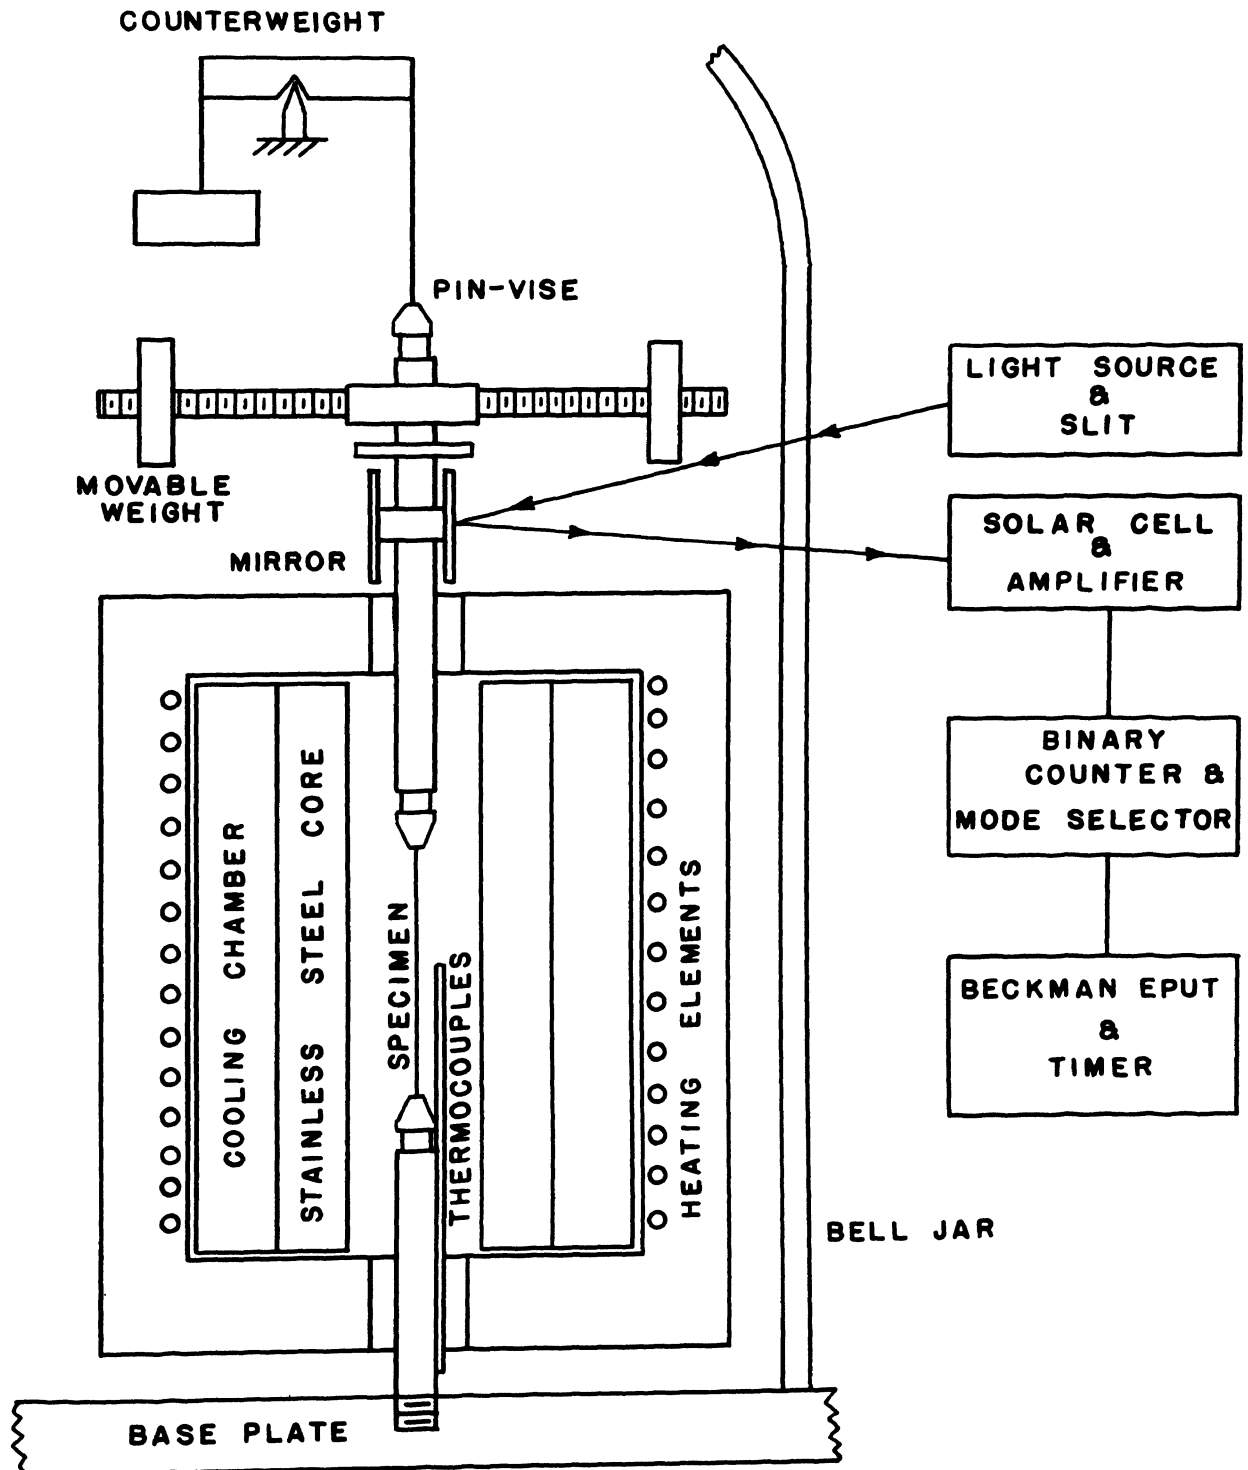 COUNTERWEIGHT
PIN-VISE
MOVABLE
WEIGHT
MIRROR
LIGHT SOURCE
&
SLIT
SOLAR CELL
&
AMPLIFIER
BINARY
COUNTER &
MODE SELECTOR
BECKMAN EPUT
&
TIMER
COOLING CHAMBER
STAINLESS STEEL CORE
SPECIMEN
THERMOCOUPLES
HEATING ELEMENTS
BELL JAR
BASE PLATE